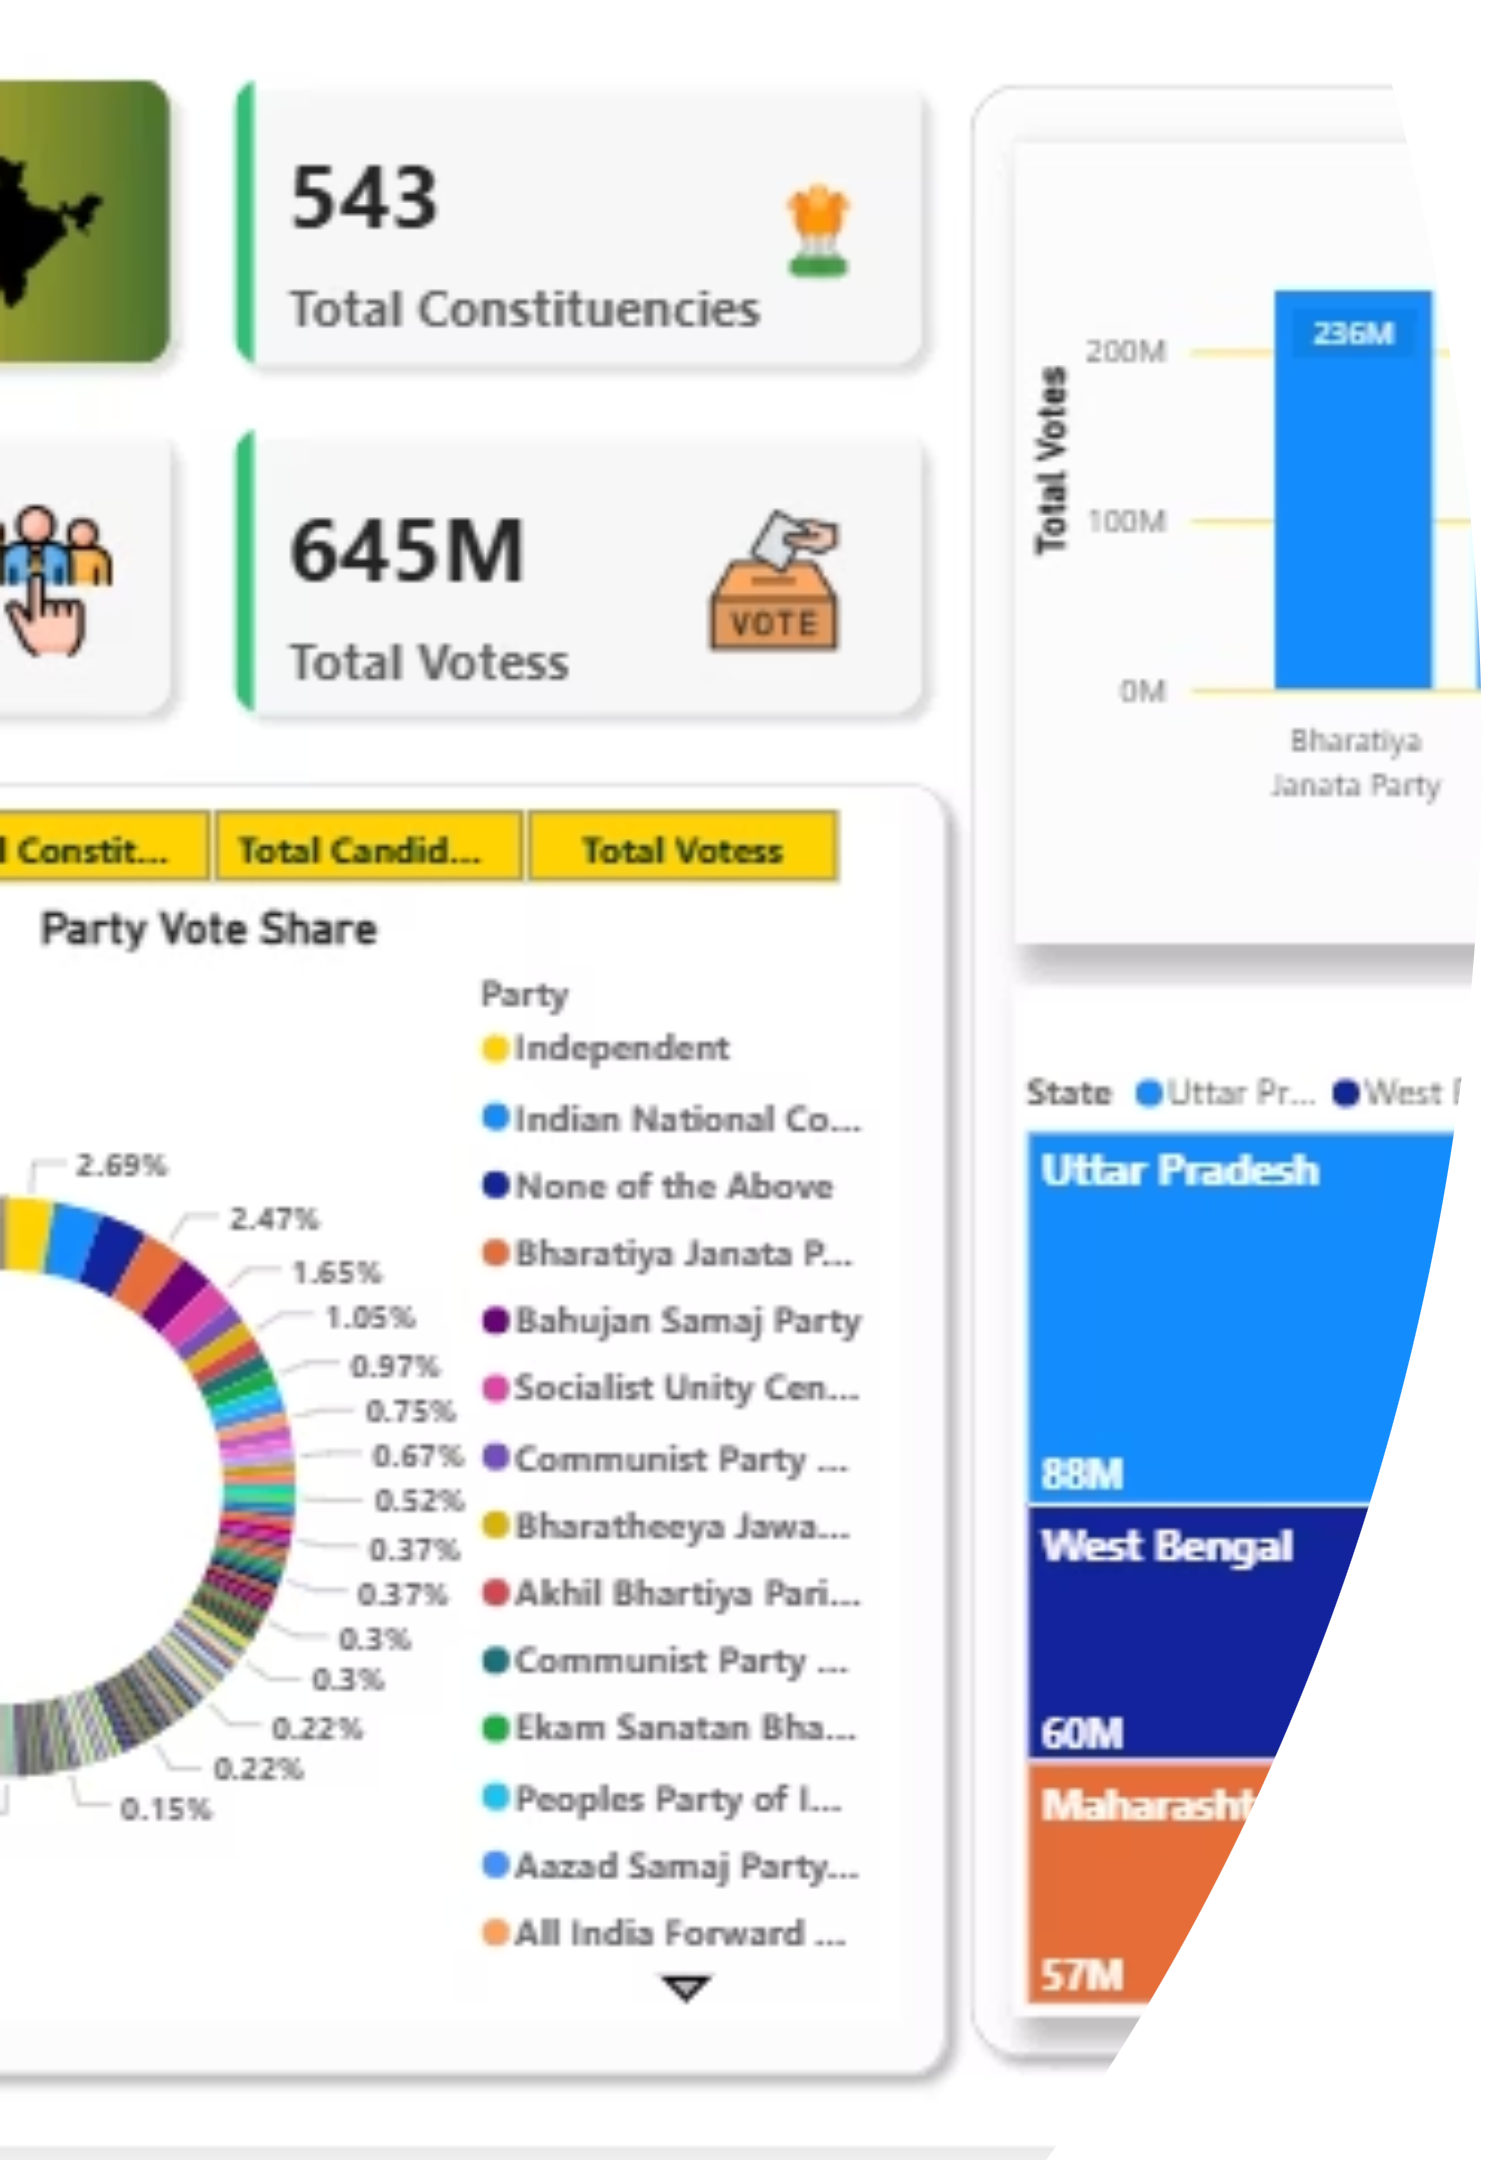 543
Total Constituencies
645M
Total Votess
VOTE
l Constit...
Total Candid...
Total Votess
Party Vote Share
2.69%
2.47%
1.65%
1.05%
0.97%
0.75%
0.67%
0.52%
0.37%
0.37%
0.3%
0.3%
0.22%
0.22%
0.15%
Party
Independent
Indian National Co...
None of the Above
Bharatiya Janata P...
Bahujan Samaj Party
Socialist Unity Cen...
Communist Party ...
Bharatheeya Jawa...
Akhil Bhartiya Pari...
Communist Party ...
Ekam Sanatan Bha...
Peoples Party of I...
Aazad Samaj Party...
All India Forward ...
Total Votes
200M
100M
0M
236M
Bharatiya
Janata Party
State Uttar Pr... West
Uttar Pradesh
88M
West Bengal
60M
Maharasht
57M